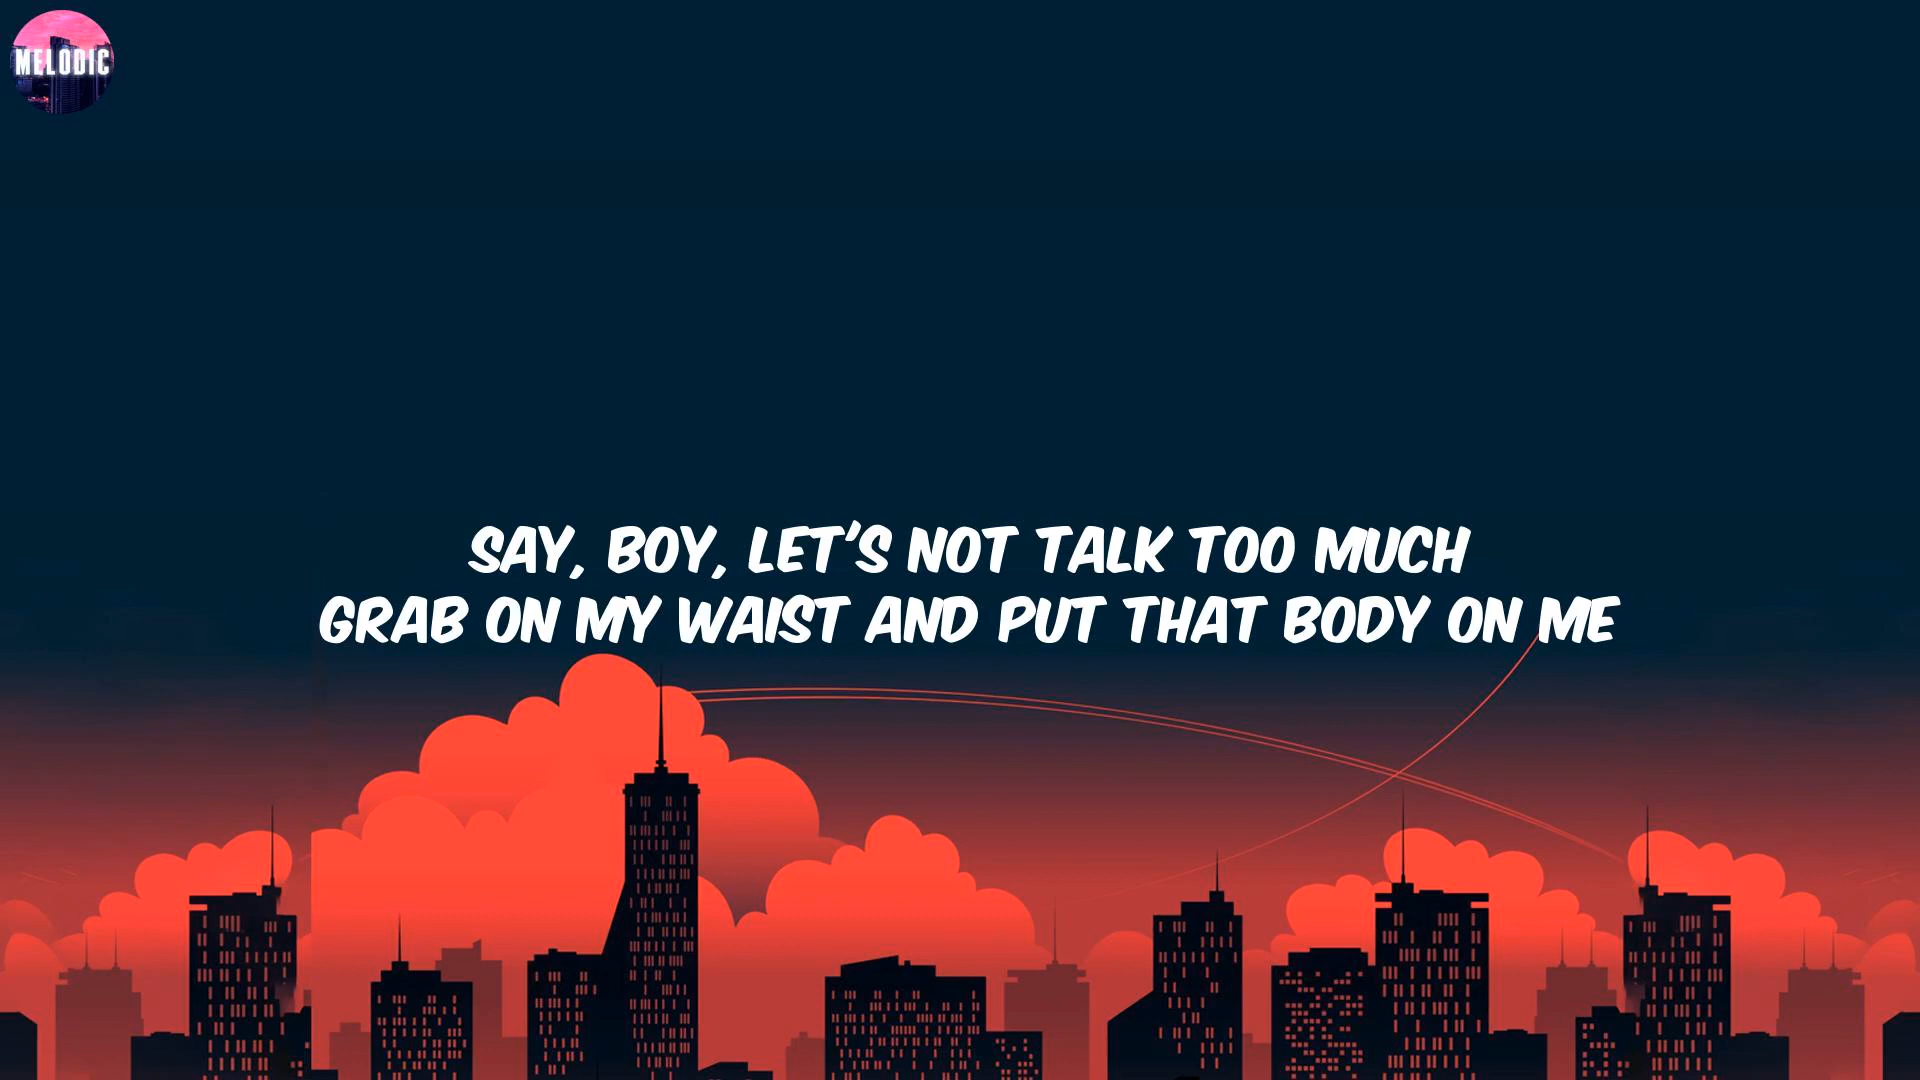 MELODIC
SAY, BOY, LET'S NOT TALK TOO MUCH
GRAB ON MY WAIST AND PUT THAT BODY ON ME